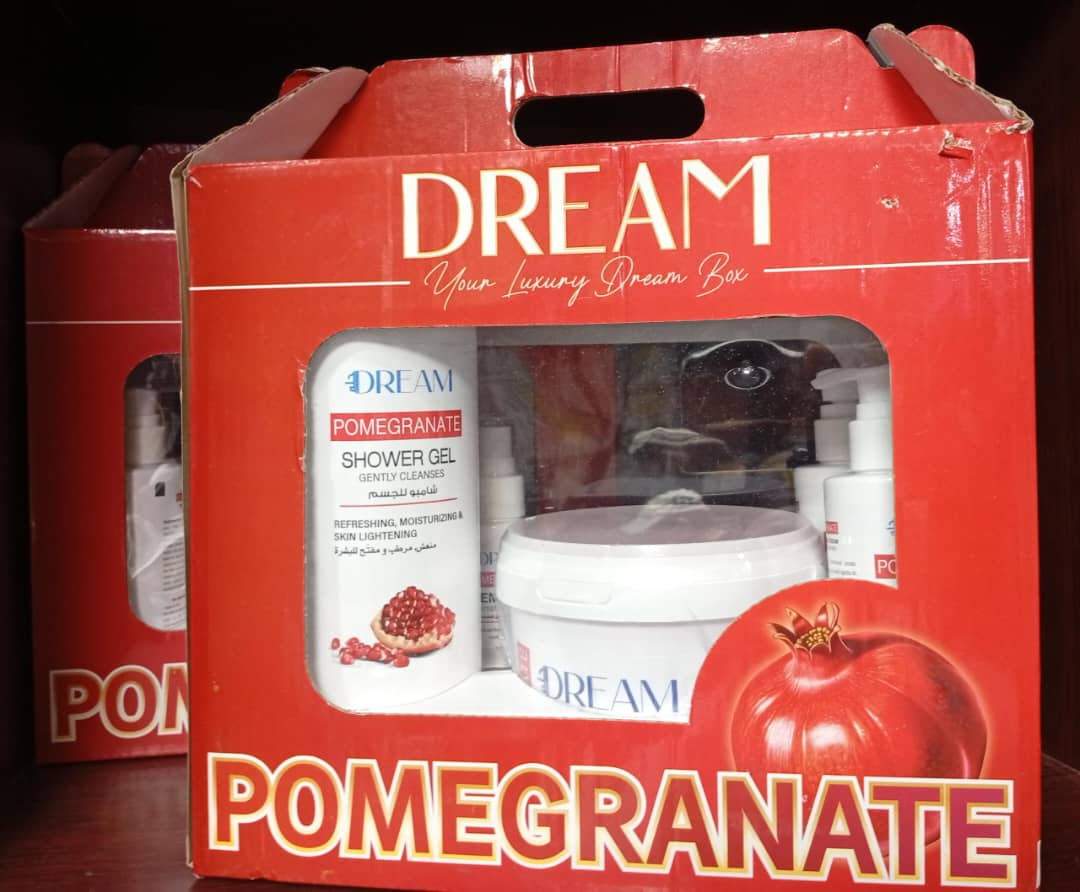 DREAM
Your Luxury Dream Box
DREAM
POMEGRANATE
SHOWER GEL
GENTLY CLEANSES
شامبو للجسم
REFRESHING, MOISTURIZING &
SKIN LIGHTENING
منعش، مرطب و مفتح للبشرة
DREAM
PO
POMEGRANATE
POM